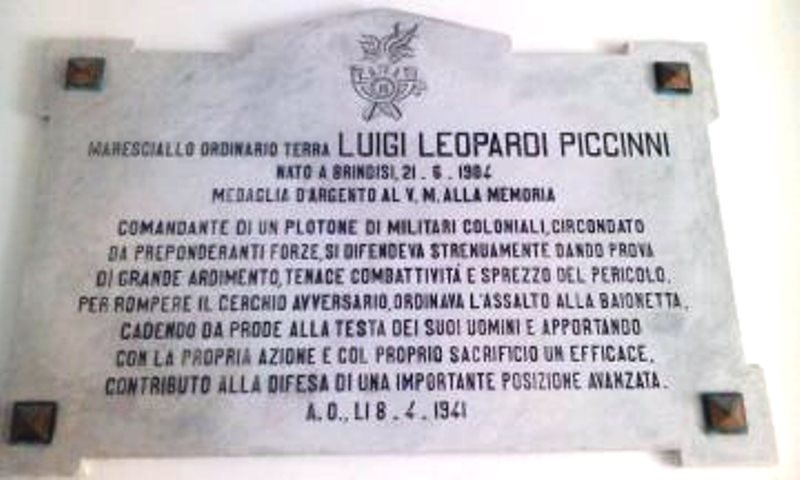 MARESCIALLO ORDINARIO TERRA LUIGI LEOPARDI PICCINNI
NATO A BRINDISI, 21 . 6 . 1904
MEDAGLIA D'ARGENTO AL V. M. ALLA MEMORIA
COMANDANTE DI UN PLOTONE DI MILITARI COLONIALI, CIRCONDATO
DA PREPONDERANTI FORZE, SI DIFENDEVA STRENUAMENTE DANDO PROVA
DI GRANDE ARDIMENTO, TENACE COMBATTIVITÁ E SPREZZO DEL PERICOLO.
PER ROMPERE IL CERCHIO AVVERSARIO, ORDINAVA L'ASSALTO ALLA BAIONETTA,
CADENDO DA PRODE ALLA TESTA DEI SUOI UOMINI E APPORTANDO
CON LA PROPRIA AZIONE E COL PROPRIO SACRIFICIO UN EFFICACE,
CONTRIBUTO ALLA DIFESA DI UNA IMPORTANTE POSIZIONE AVANZATA.
A. O., LI 8 . 4 . 1941